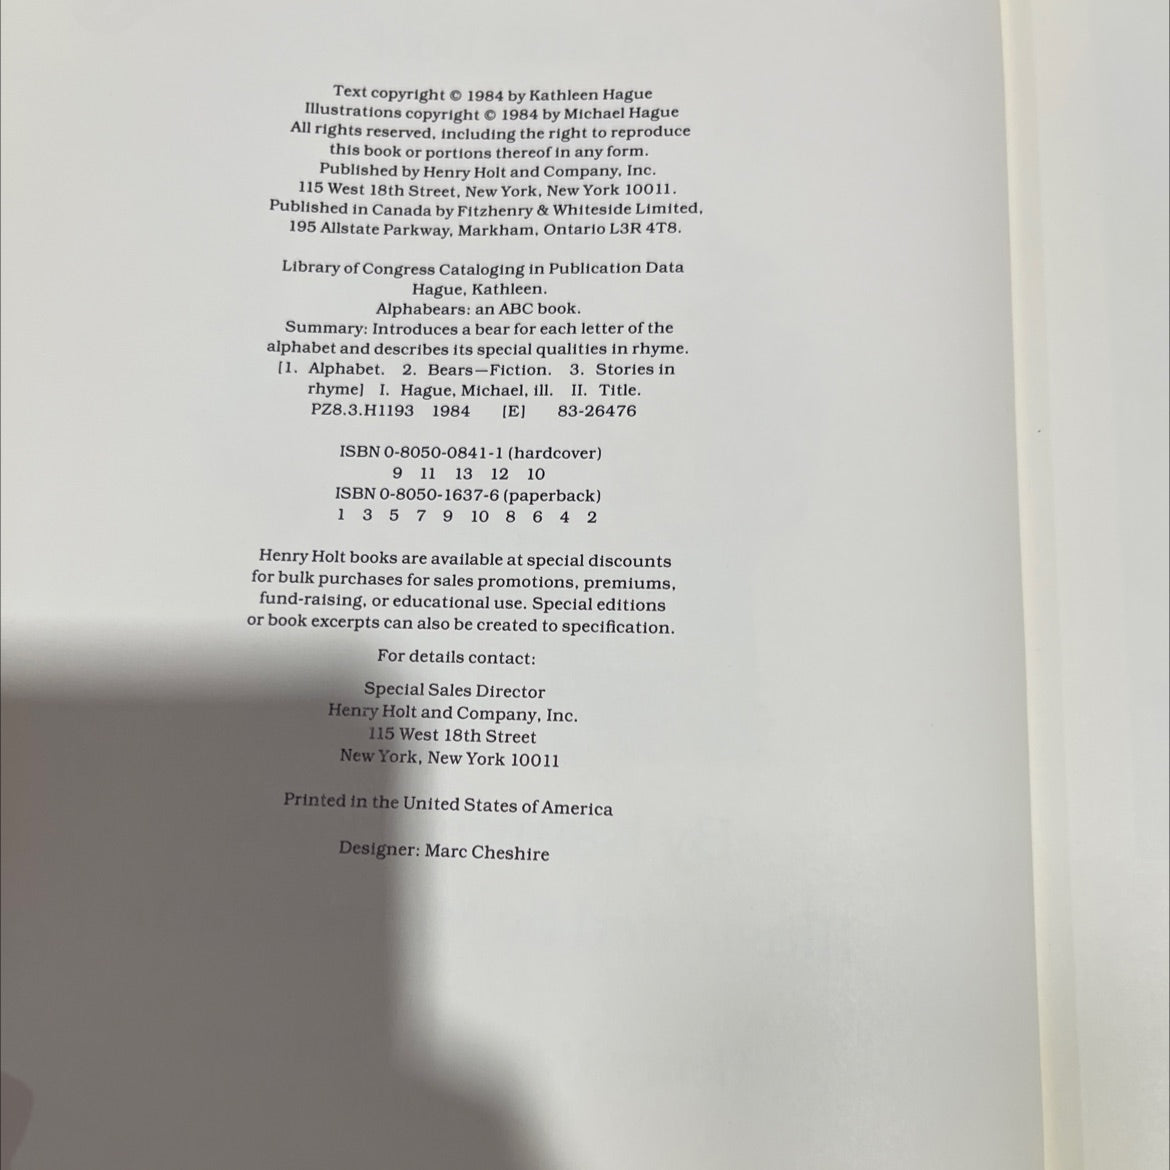 Text copyright © 1984 by Kathleen Hague
Illustrations copyright © 1984 by Michael Hague
All rights reserved, including the right to reproduce
this book or portions thereof in any form.
Published by Henry Holt and Company, Inc.
115 West 18th Street, New York, New York 10011.
Published in Canada by Fitzhenry & Whiteside Limited,
195 Allstate Parkway, Markham, Ontario L3R 4T8.
Library of Congress Cataloging in Publication Data
Hague, Kathleen.
Alphabears: an ABC book.
Summary: Introduces a bear for each letter of the
alphabet and describes its special qualities in rhyme.
[1. Alphabet. 2. Bears—Fiction. 3. Stories in
rhyme] I. Hague, Michael, ill. II. Title.
PZ8.3.H1193 1984 [E] 83-26476
ISBN 0-8050-0841-1 (hardcover)
9 11 13 12 10
ISBN 0-8050-1637-6 (paperback)
1 3 5 7 9 10 8 6 4 2
Henry Holt books are available at special discounts
for bulk purchases for sales promotions, premiums,
fund-raising, or educational use. Special editions
or book excerpts can also be created to specification.
For details contact:
Special Sales Director
Henry Holt and Company, Inc.
115 West 18th Street
New York, New York 10011
Printed in the United States of America
Designer: Marc Cheshire